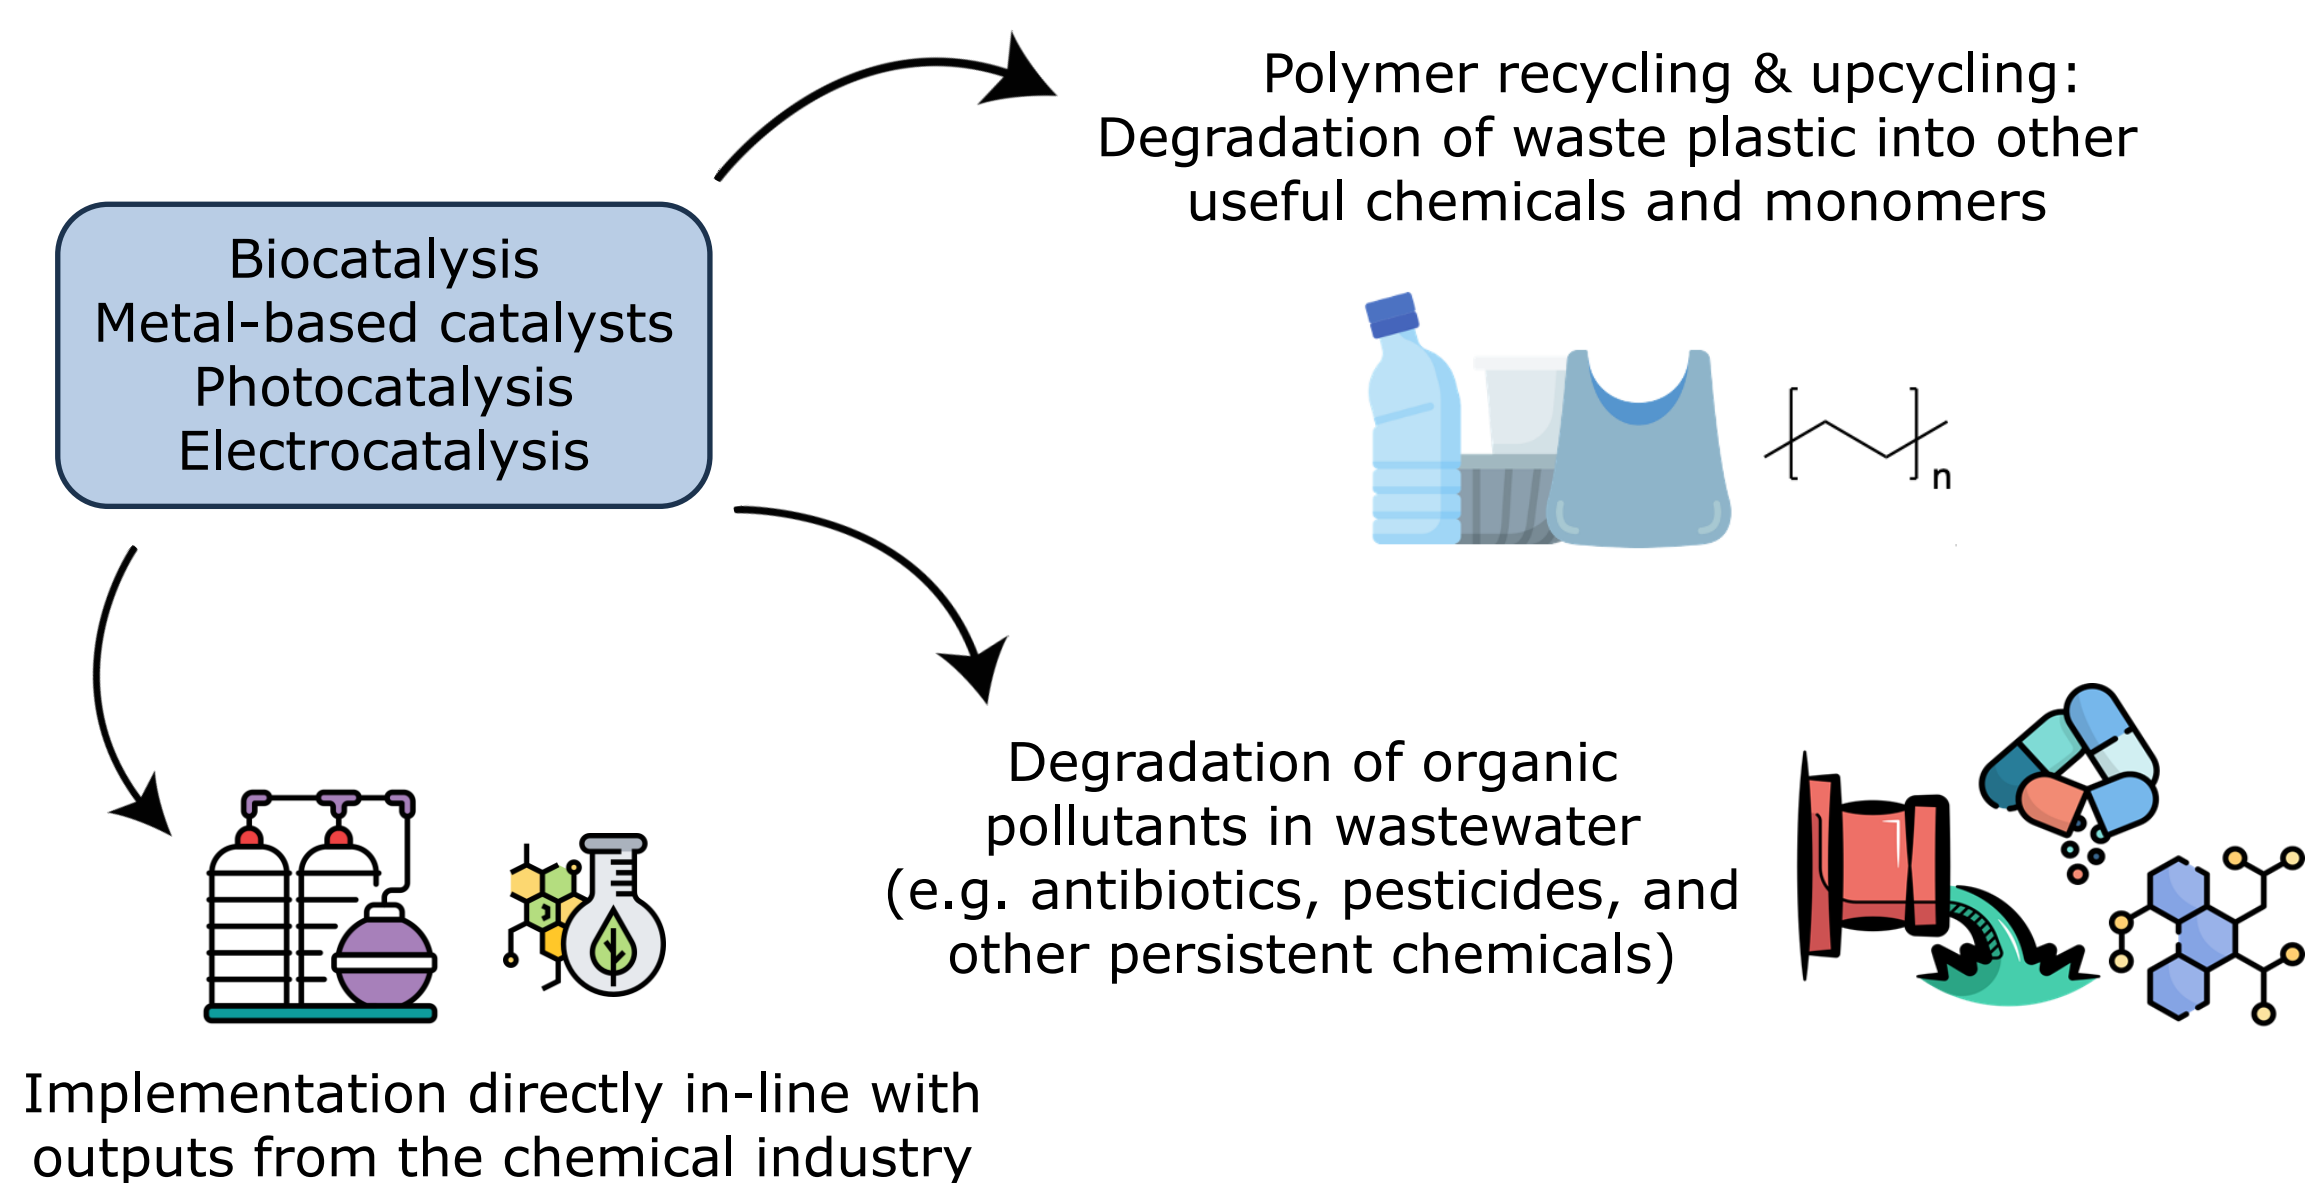 Polymer recycling & upcycling:
Degradation of waste plastic into other
useful chemicals and monomers
Biocatalysis
Metal-based catalysts
Photocatalysis
Electrocatalysis
n
Degradation of organic
pollutants in wastewater
(e.g. antibiotics, pesticides, and
other persistent chemicals)
Implementation directly in-line with
outputs from the chemical industry